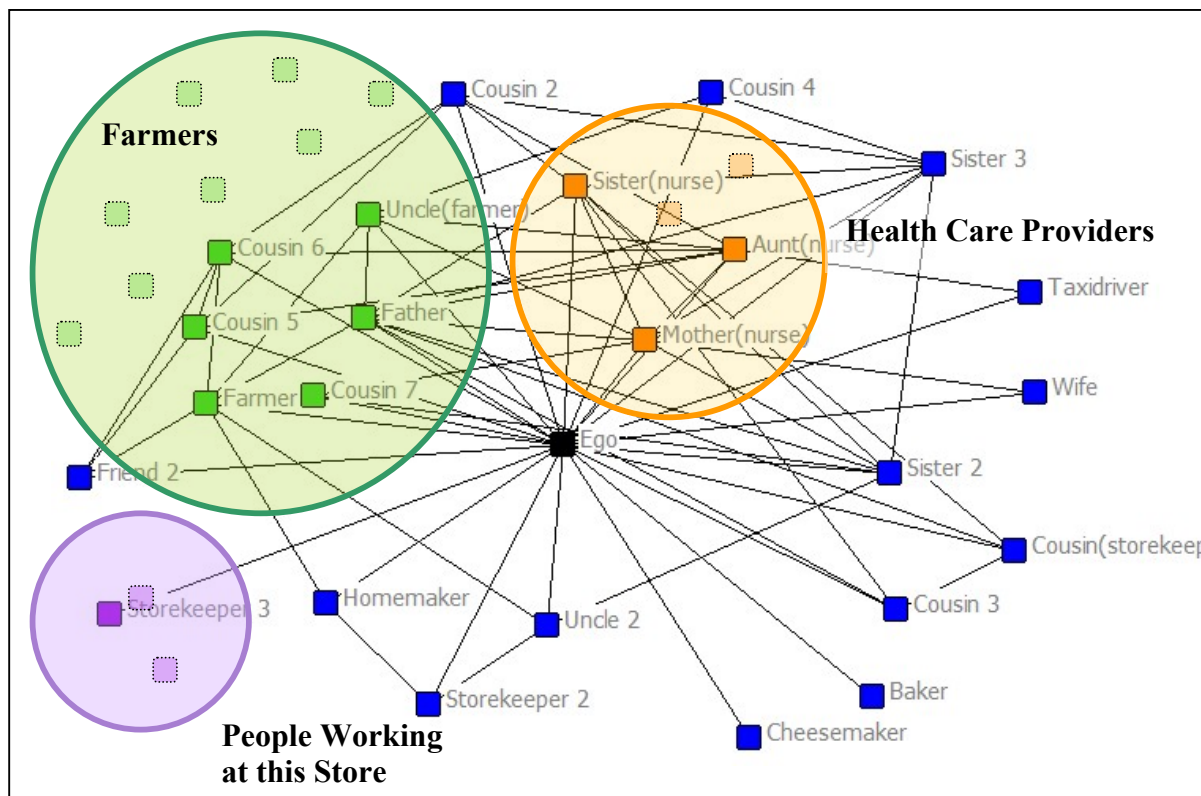 Cousin 2
Cousin 4
Farmers
Sister 3
Sister(nurse)
Uncle(farmer)
Health Care Providers
Aunt(nurse)
Cousin 6
Taxidriver
Father
Cousin 5
Mother(nurse)
Wife
Cousin 7
Farmer
Ego
Friend 2
Sister 2
Cousin(storekeep
Homemaker
Storekeeper 3
Cousin 3
Uncle 2
Baker
Storekeeper 2
Cheesemaker
People Working
at this Store